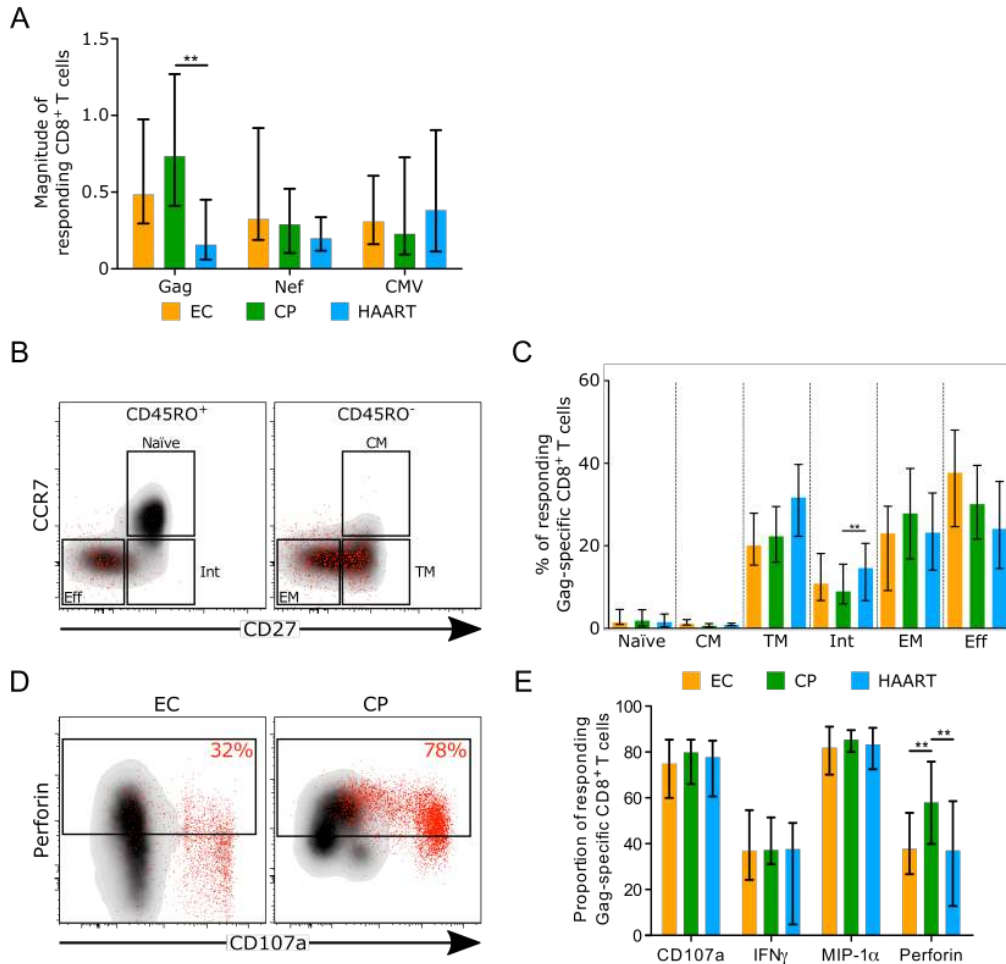 A
Magnitude of
responding CD8⁺ T cells
1.5
1.0
0.5
0
**
Gag Nef CMV
EC CP HAART
B
CD45RO⁺ CD45RO⁻
Naïve CM
CCR7
Eff Int EM TM
CD27
C
% of responding
Gag-specific CD8⁺ T cells
60
40
20
0
**
Naïve CM TM Int EM Eff
EC CP HAART
D
EC CP
32% 78%
Perforin
CD107a
E
Proportion of responding
Gag-specific CD8⁺ T cells
100
80
60
40
20
0
** **
CD107a IFNγ MIP-1α Perforin